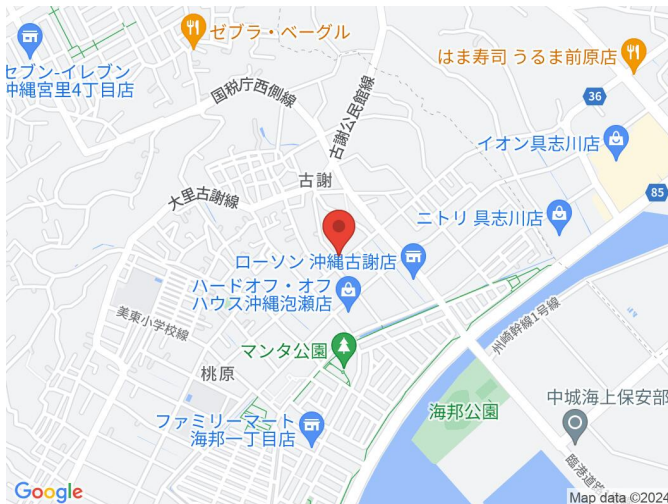 ゼブラ・ベーグル
セブン-イレブン
沖縄宮里4丁目店
はま寿司 うるま前原店
国税庁西側線
古謝公民館線
36
イオン具志川店
古謝
大里古謝線
85
ニトリ 具志川店
ローソン 沖縄古謝店
ハードオフ・オフ
ハウス沖縄泡瀬店
美東小学校線
州崎幹線1号線
マンタ公園
桃原
海邦公園
中城海上保安部
ファミリーマート
海邦一丁目店
臨港道路
Google
Map data ©2024